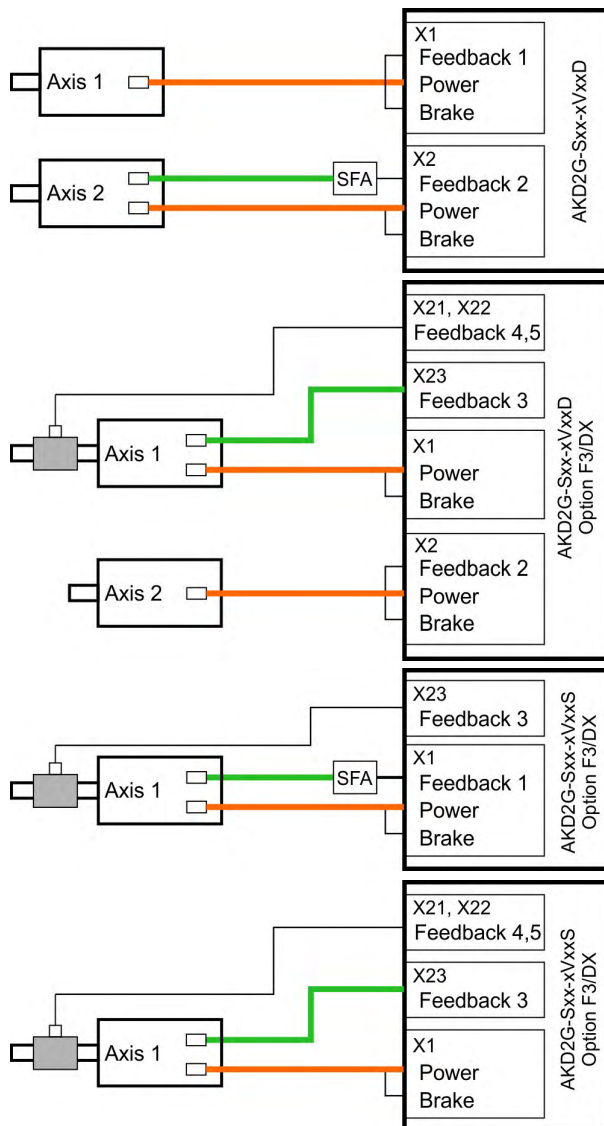 X1
Feedback 1
Axis 1
Power
Brake
X2
SFA
Feedback 2
Axis 2
Power
Brake
AKD2G-Sxx-xVxxD
X21, X22
Feedback 4,5
X23
Feedback 3
X1
Axis 1
Power
Brake
X2
Feedback 2
Axis 2
Power
Brake
AKD2G-Sxx-xVxxD
Option F3/DX
X23
Feedback 3
X1
SFA
Feedback 1
Axis 1
Power
Brake
AKD2G-Sxx-xVxxS
Option F3/DX
X21, X22
Feedback 4,5
X23
Feedback 3
X1
Axis 1
Power
Brake
AKD2G-Sxx-xVxxS
Option F3/DX